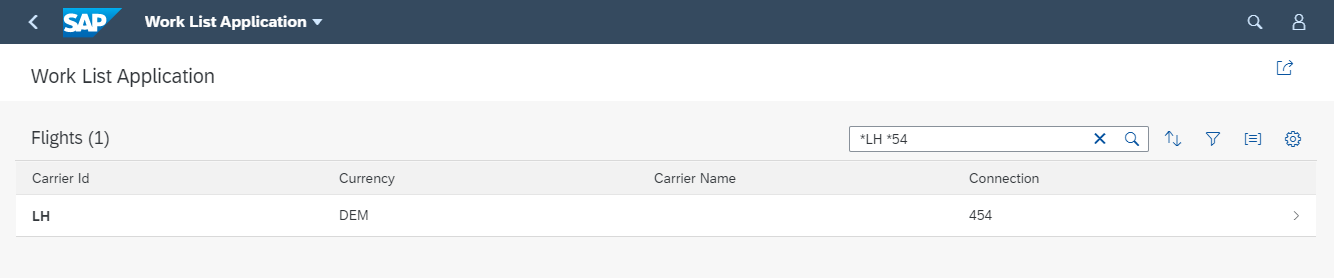 SAP Work List Application
Work List Application
Flights (1) *LH *54
Carrier Id Currency Carrier Name Connection
LH DEM 454